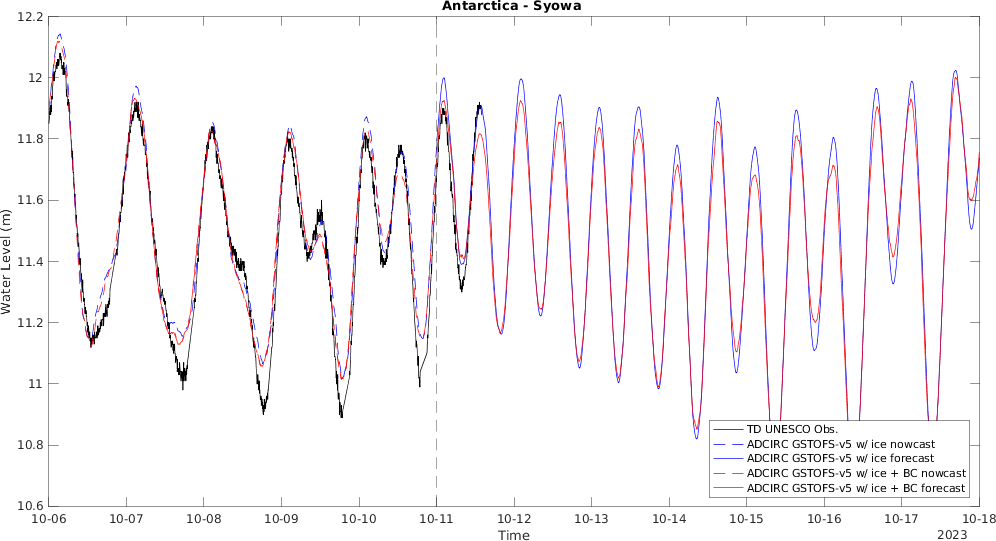 Antarctica - Syowa
Water Level (m)
12.2
12
11.8
11.6
11.4
11.2
11
10.8
10.6
TD UNESCO Obs.
ADCIRC GSTOFS-v5 w/ ice nowcast
ADCIRC GSTOFS-v5 w/ ice forecast
ADCIRC GSTOFS-v5 w/ ice + BC nowcast
ADCIRC GSTOFS-v5 w/ ice + BC forecast
10-06 10-07 10-08 10-09 10-10 10-11 10-12 10-13 10-14 10-15 10-16 10-17 10-18
Time
2023